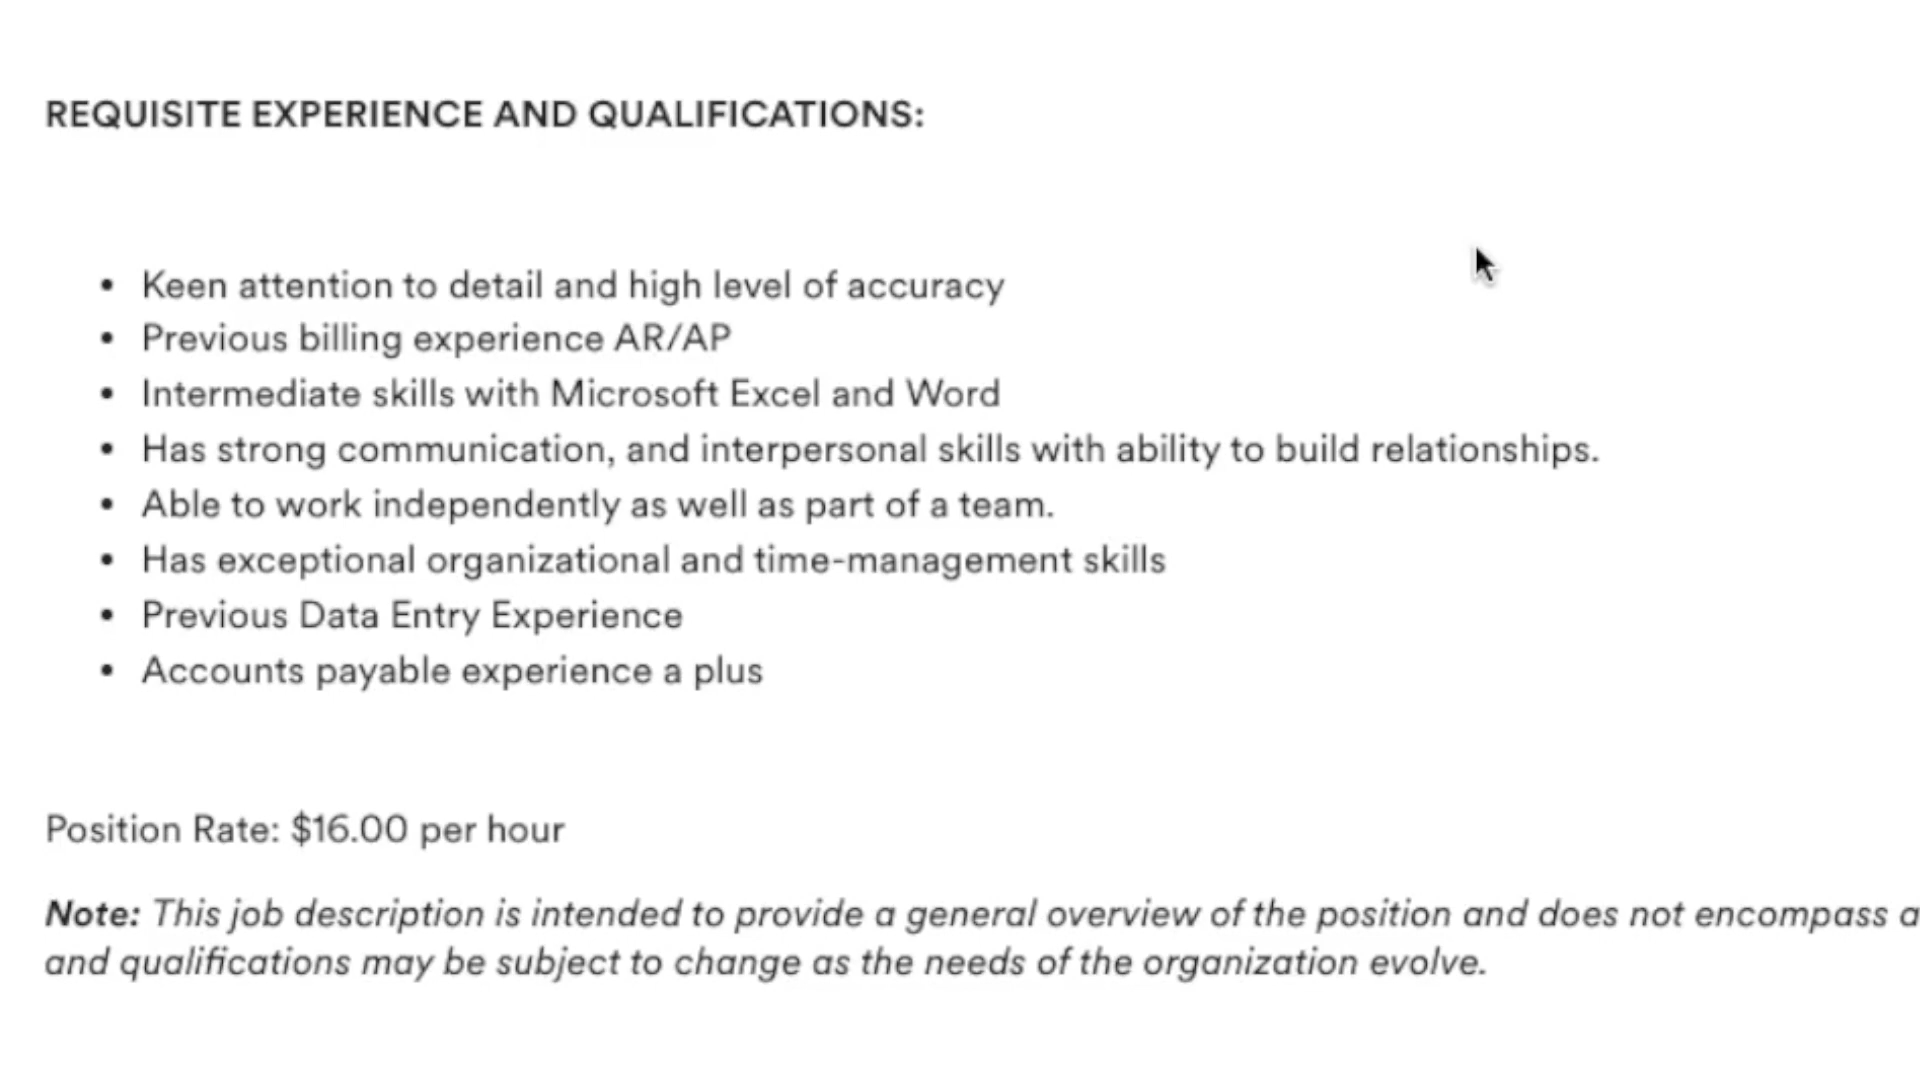 REQUISITE EXPERIENCE AND QUALIFICATIONS:
• Keen attention to detail and high level of accuracy
• Previous billing experience AR/AP
• Intermediate skills with Microsoft Excel and Word
• Has strong communication, and interpersonal skills with ability to build relationships.
• Able to work independently as well as part of a team.
• Has exceptional organizational and time-management skills
• Previous Data Entry Experience
• Accounts payable experience a plus
Position Rate: $16.00 per hour
Note: This job description is intended to provide a general overview of the position and does not encompass
and qualifications may be subject to change as the needs of the organization evolve.